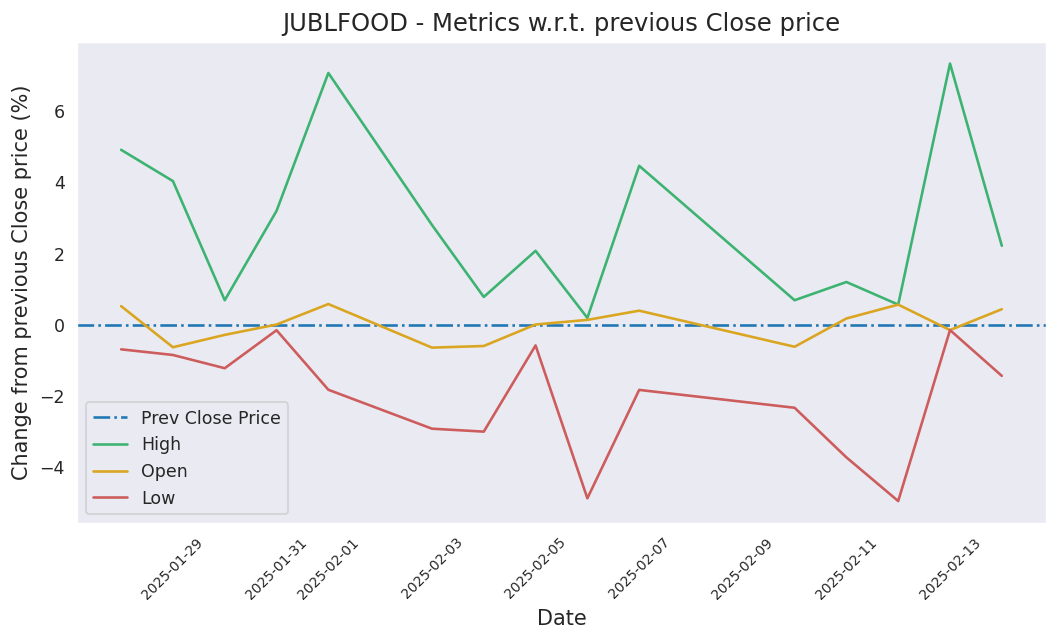 JUBLFOOD - Metrics w.r.t. previous Close price
Change from previous Close price (%)
6
4
2
0
−2
−4
Prev Close Price
High
Open
Low
2025-01-29
2025-01-31
2025-02-01
2025-02-03
2025-02-05
2025-02-07
2025-02-09
2025-02-11
2025-02-13
Date